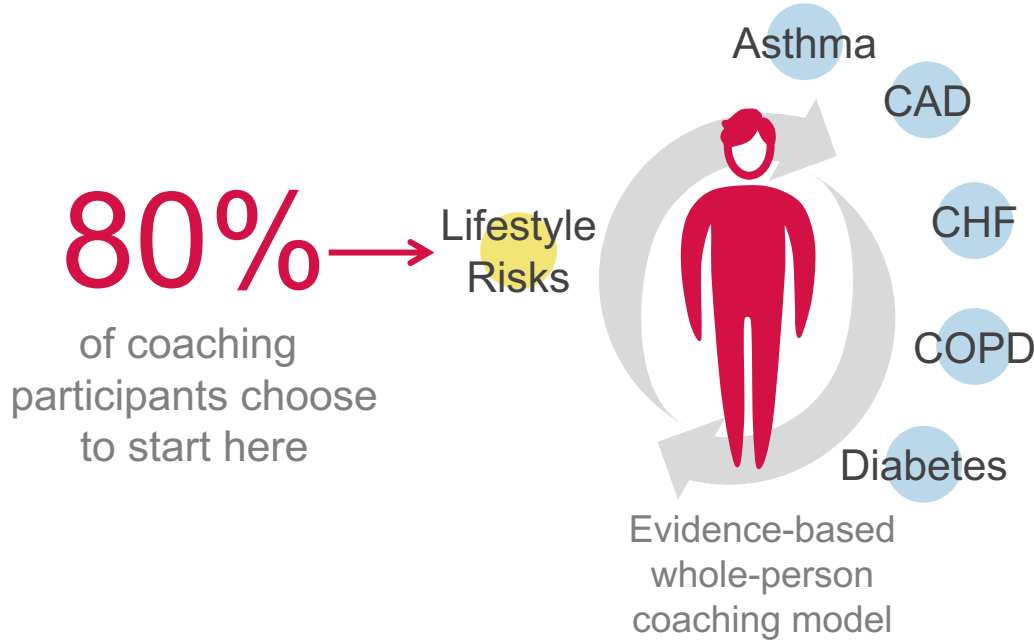 80%
of coaching
participants choose
to start here
Lifestyle
Risks
Asthma
CAD
CHF
COPD
Diabetes
Evidence-based
whole-person
coaching model